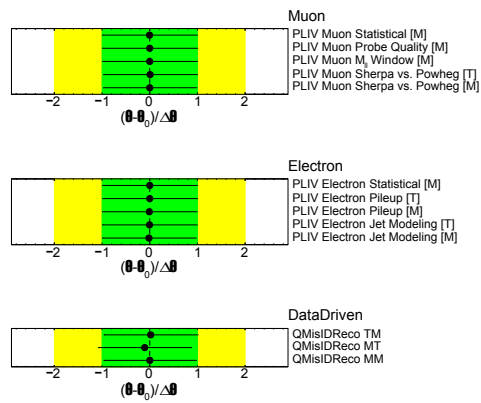 Muon
PLIV Muon Statistical [M]
PLIV Muon Probe Quality [M]
PLIV Muon M_ll Window [M]
PLIV Muon Sherpa vs. Powheg [T]
PLIV Muon Sherpa vs. Powheg [M]
−2 −1 0 1 2
(θ̂-θ₀)/Δθ
Electron
PLIV Electron Statistical [M]
PLIV Electron Pileup [T]
PLIV Electron Pileup [M]
PLIV Electron Jet Modeling [T]
PLIV Electron Jet Modeling [M]
−2 −1 0 1 2
(θ̂-θ₀)/Δθ
DataDriven
QMisIDReco TM
QMisIDReco MT
QMisIDReco MM
−2 −1 0 1 2
(θ̂-θ₀)/Δθ